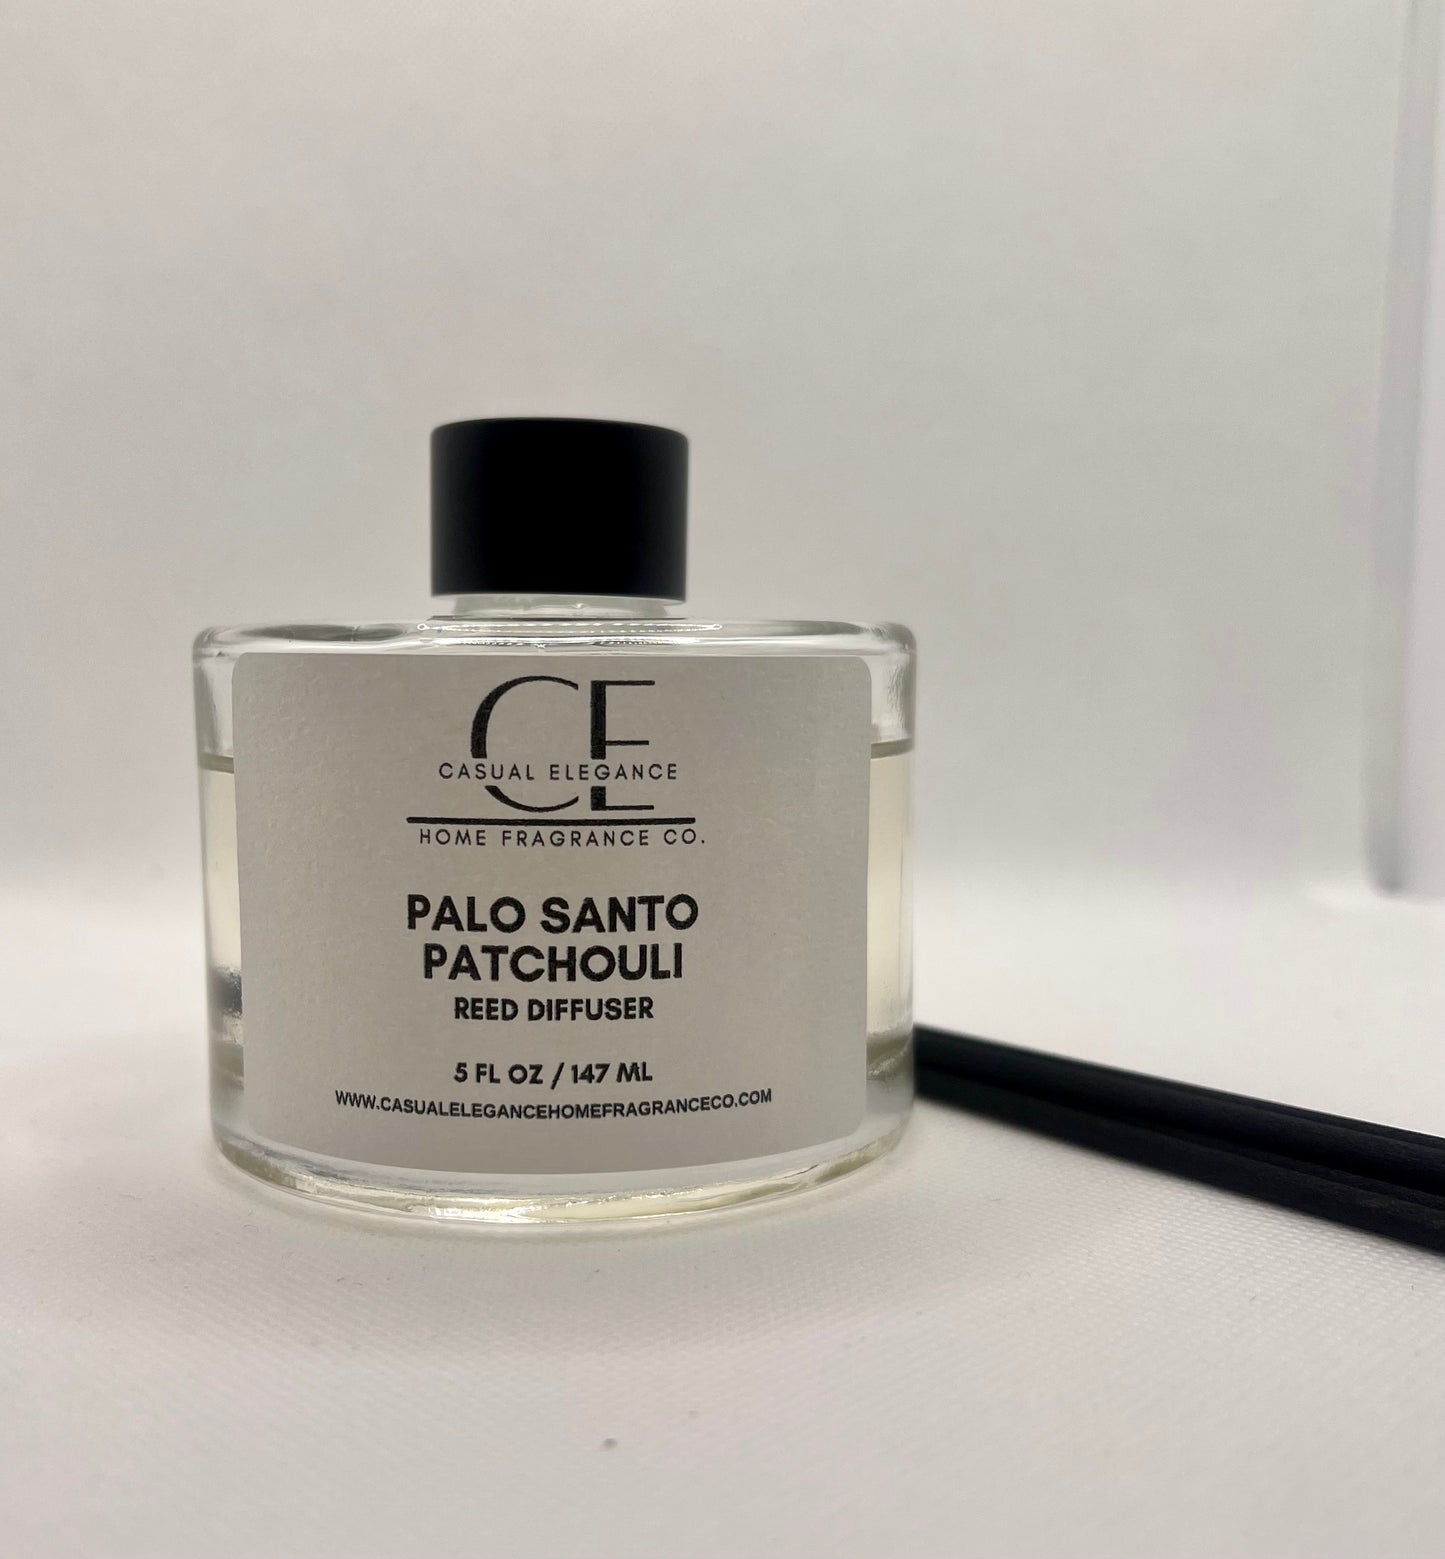 CE
CASUAL ELEGANCE
HOME FRAGRANCE CO.
PALO SANTO
PATCHOULI
REED DIFFUSER
5 FL OZ / 147 ML
WWW.CASUALELEGANCEHOMEFRAGRANCECO.COM